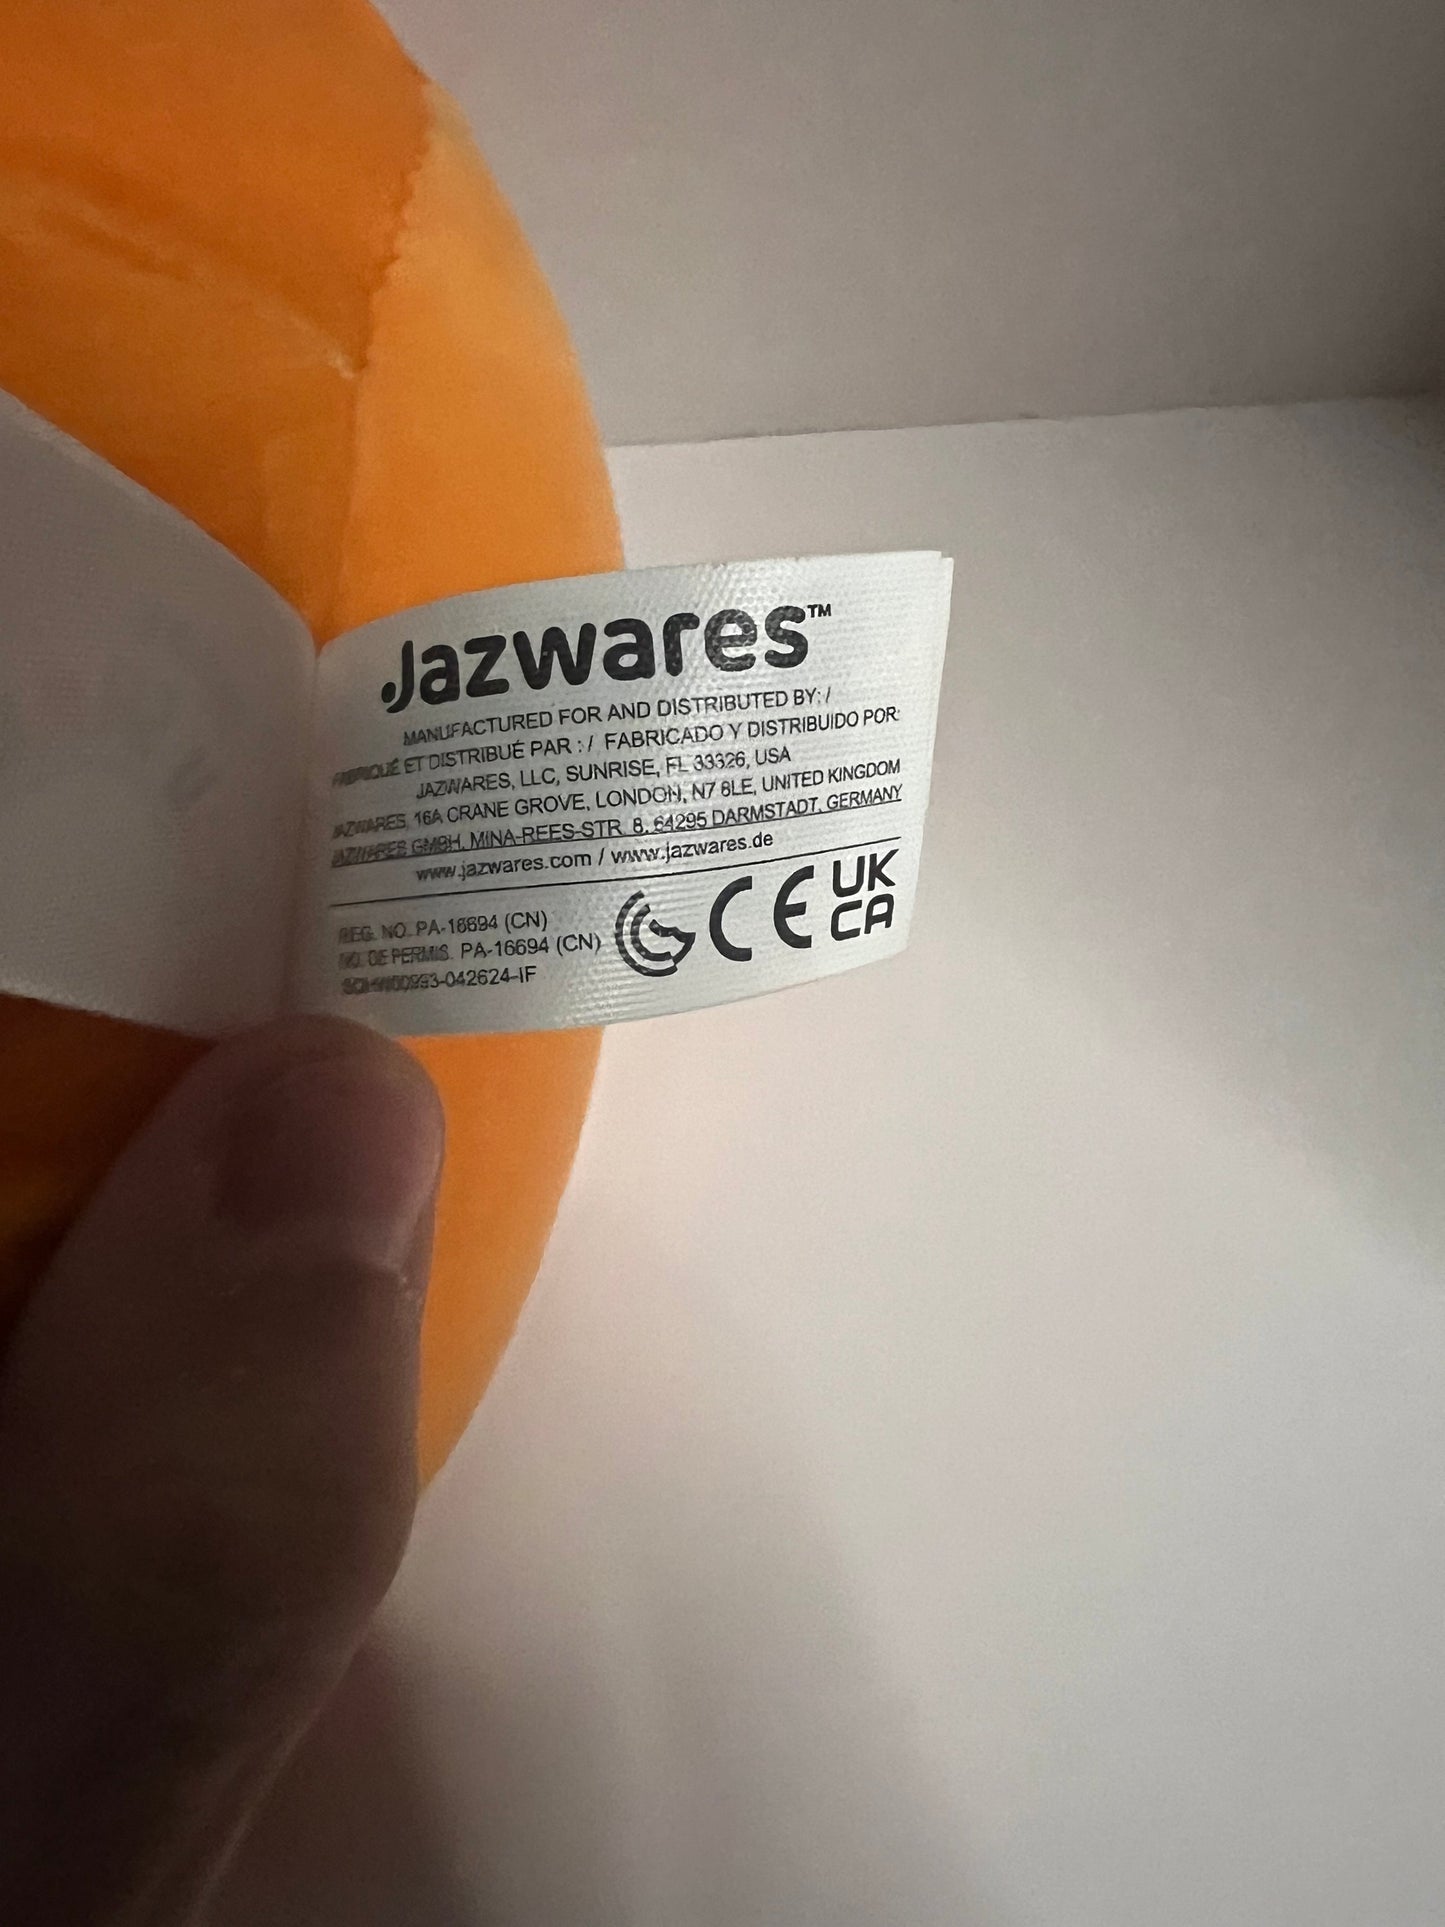 Jazwares™
MANUFACTURED FOR AND DISTRIBUTED BY: /
FABRIQUÉ ET DISTRIBUÉ PAR : / FABRICADO Y DISTRIBUIDO POR:
JAZWARES, LLC, SUNRISE, FL 33326, USA
JAZWARES, 16A CRANE GROVE, LONDON, N7 8LE, UNITED KINGDOM
JAZWARES GMBH, MINA-REES-STR. 8, 64295 DARMSTADT, GERMANY
www.jazwares.com / www.jazwares.de
REG. NO. PA-16694 (CN)
NO. DE PERMIS. PA-16694 (CN)
CE
UK
CA